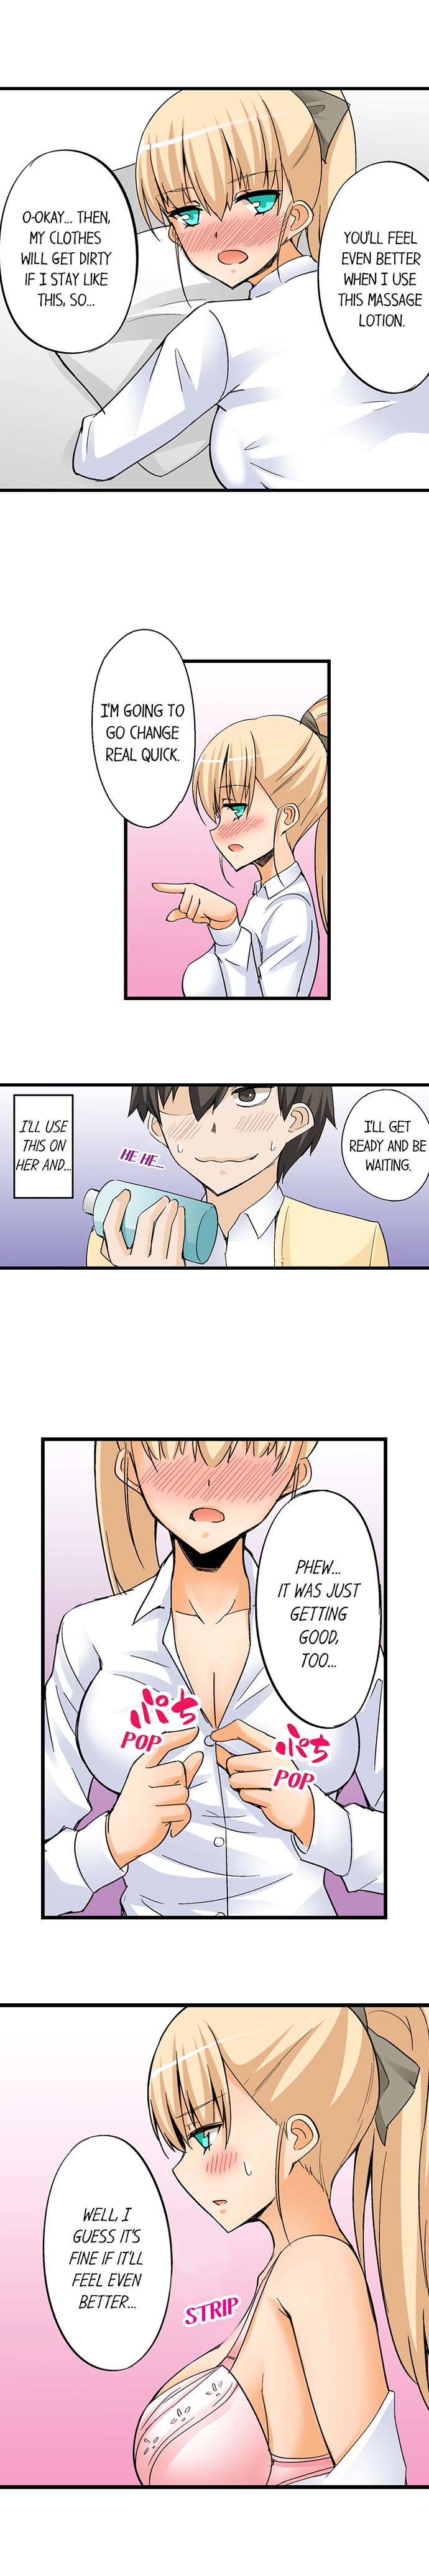 YOU'LL FEEL
EVEN BETTER
WHEN I USE
THIS MASSAGE
LOTION.
O-OKAY... THEN,
MY CLOTHES
WILL GET DIRTY
IF I STAY LIKE
THIS, SO...
I'M GOING TO
GO CHANGE
REAL QUICK.
I'LL GET
READY AND BE
WAITING.
HE HE...
I'LL USE
THIS ON
HER AND...
PHEW...
IT WAS JUST
GETTING
GOOD,
TOO...
ぷち
POP
ぷち
POP
WELL, I
GUESS IT'S
FINE IF IT'LL
FEEL EVEN
BETTER...
STRIP